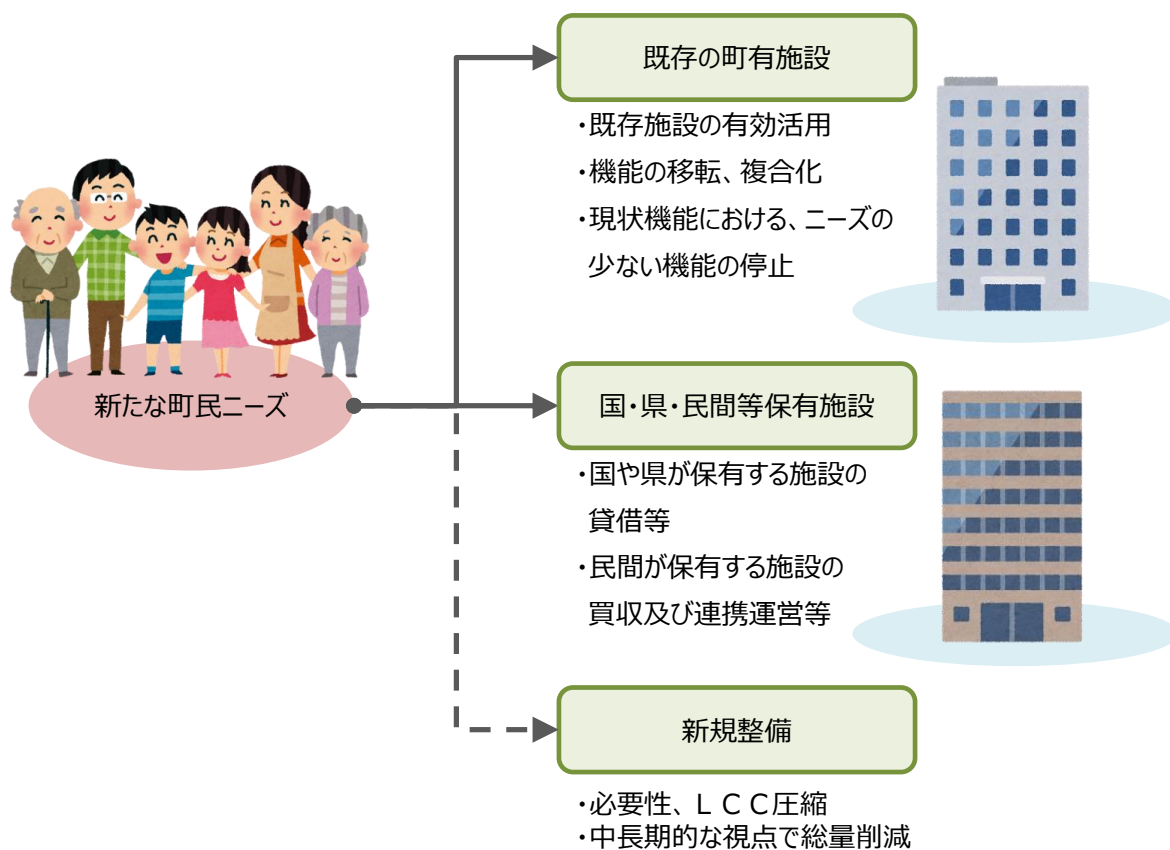 既存の町有施設
・既存施設の有効活用
・機能の移転、複合化
・現状機能における、ニーズの
少ない機能の停止
新たな町民ニーズ
国・県・民間等保有施設
・国や県が保有する施設の
貸借等
・民間が保有する施設の
買収及び連携運営等
新規整備
・必要性、ＬＣＣ圧縮
・中長期的な視点で総量削減